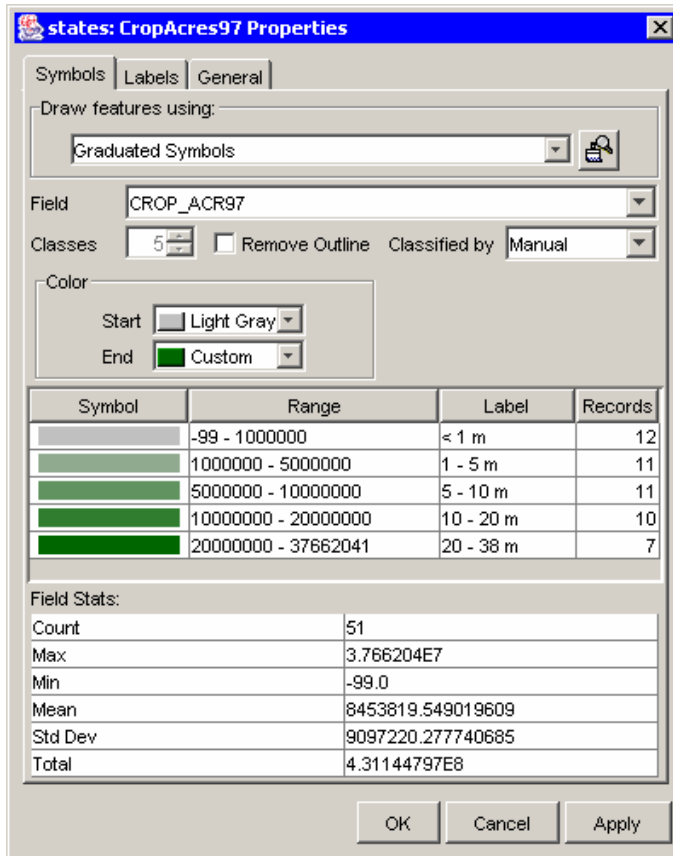 states: CropAcres97 Properties
Symbols Labels General
Draw features using:
Graduated Symbols
Field CROP_ACR97
Classes 5 Remove Outline Classified by Manual
Color
Start Light Gray
End Custom
Symbol Range Label Records
-99 - 1000000 < 1 m 12
1000000 - 5000000 1 - 5 m 11
5000000 - 10000000 5 - 10 m 11
10000000 - 20000000 10 - 20 m 10
20000000 - 37662041 20 - 38 m 7
Field Stats:
Count 51
Max 3.766204E7
Min -99.0
Mean 8453819.549019609
Std Dev 9097220.277740685
Total 4.31144797E8
OK Cancel Apply